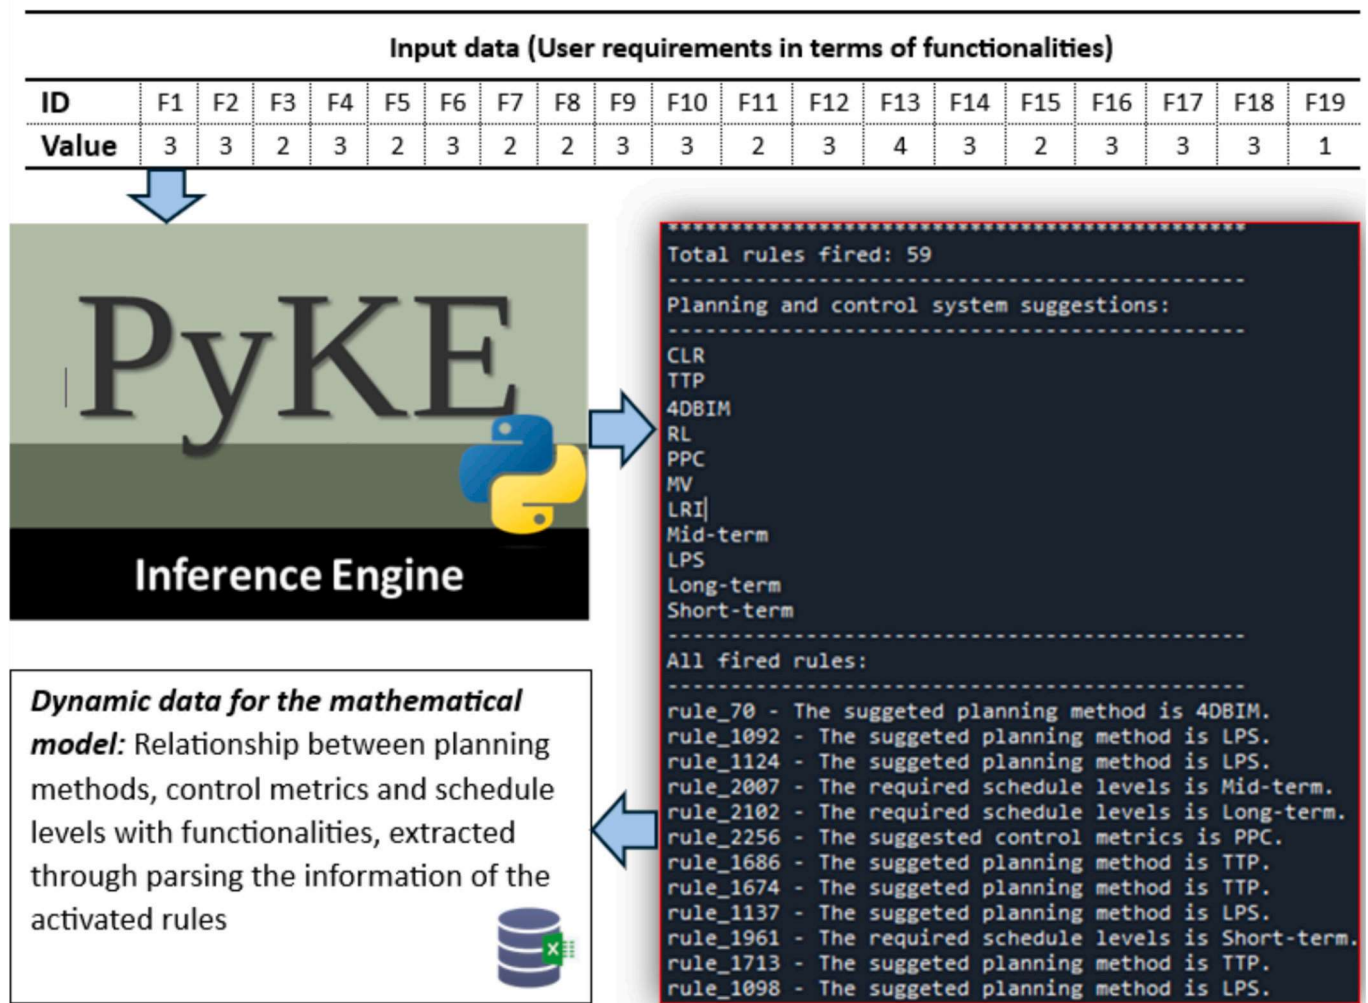 Input data (User requirements in terms of functionalities)
ID F1 F2 F3 F4 F5 F6 F7 F8 F9 F10 F11 F12 F13 F14 F15 F16 F17 F18 F19
Value 3 3 2 3 2 3 2 2 3 3 2 3 4 3 2 3 3 3 1
PyKE
Inference Engine
**************************************************
Total rules fired: 59
--------------------------------------------------
Planning and control system suggestions:
--------------------------------------------------
CLR
TTP
4DBIM
RL
PPC
MV
LRI
Mid-term
LPS
Long-term
Short-term
--------------------------------------------------
All fired rules:
--------------------------------------------------
rule_70 - The suggeted planning method is 4DBIM.
rule_1092 - The suggeted planning method is LPS.
rule_1124 - The suggeted planning method is LPS.
rule_2007 - The required schedule levels is Mid-term.
rule_2102 - The required schedule levels is Long-term.
rule_2256 - The suggested control metrics is PPC.
rule_1686 - The suggeted planning method is TTP.
rule_1674 - The suggeted planning method is TTP.
rule_1137 - The suggeted planning method is LPS.
rule_1961 - The required schedule levels is Short-term.
rule_1713 - The suggeted planning method is TTP.
rule_1098 - The suggeted planning method is LPS.
Dynamic data for the mathematical
model: Relationship between planning
methods, control metrics and schedule
levels with functionalities, extracted
through parsing the information of the
activated rules
X